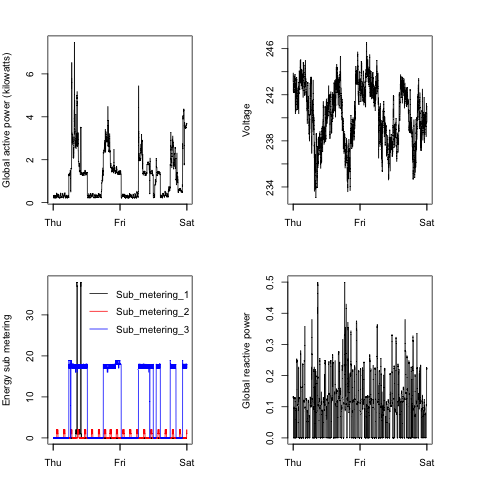 Global active power (kilowatts)
0
2
4
6
Thu
Fri
Sat
Voltage
234
238
242
246
Thu
Fri
Sat
Energy sub metering
0
10
20
30
Sub_metering_1
Sub_metering_2
Sub_metering_3
Thu
Fri
Sat
Global reactive power
0.0
0.1
0.2
0.3
0.4
0.5
Thu
Fri
Sat